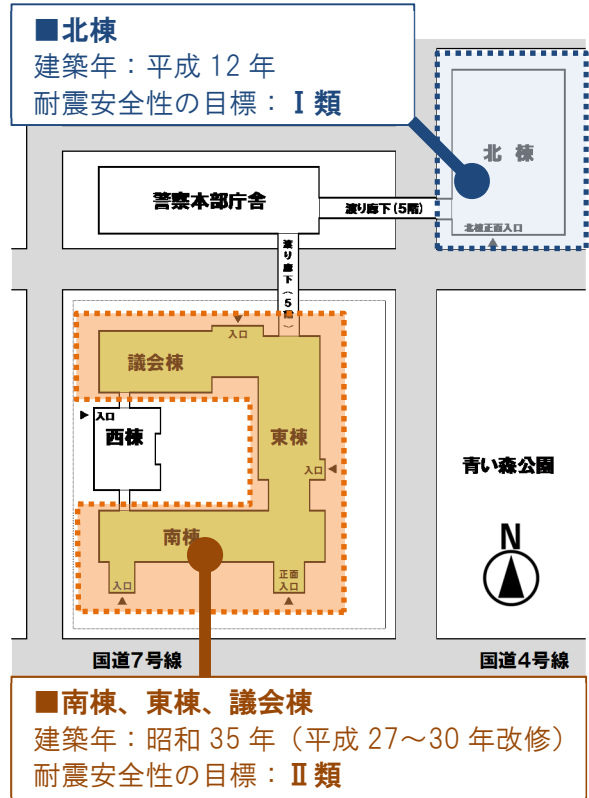 ■北棟
建築年：平成 12 年
耐震安全性の目標：Ⅰ類
北 棟
警察本部庁舎
渡り廊下(5階)
北棟正面入口
渡り廊下（5階）
入口
議会棟
入口
西棟
東棟
入口
青い森公園
南棟
N
入口
正面
入口
国道7号線
国道4号線
■南棟、東棟、議会棟
建築年：昭和 35 年（平成 27～30 年改修）
耐震安全性の目標：Ⅱ類